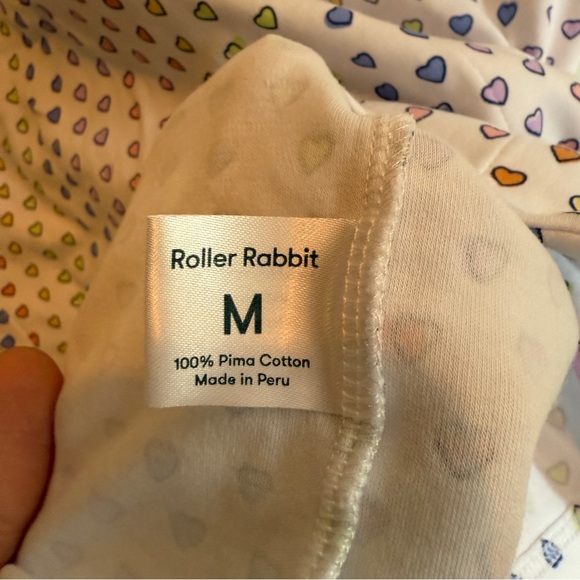 Roller Rabbit
M
100% Pima Cotton
Made in Peru